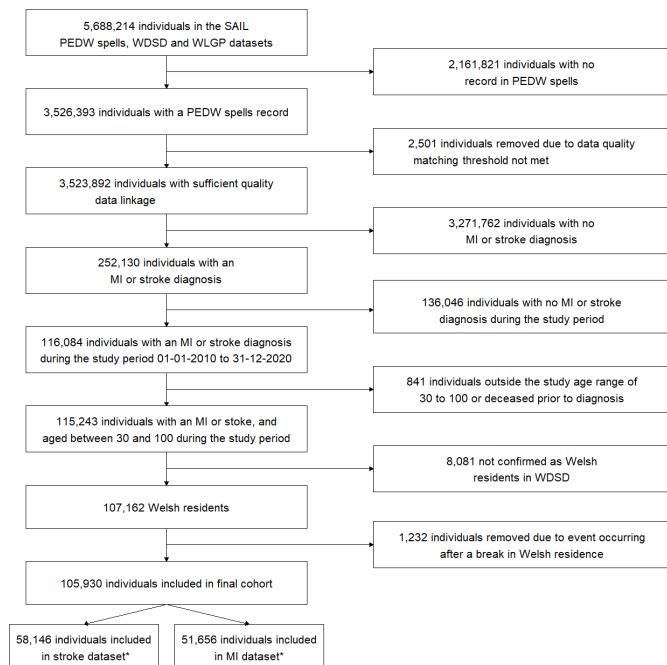 5,688,214 individuals in the SAIL
PEDW spells, WDSD and WLGP datasets
2,161,821 individuals with no
record in PEDW spells
3,526,393 individuals with a PEDW spells record
2,501 individuals removed due to data quality
matching threshold not met
3,523,892 individuals with sufficient quality
data linkage
3,271,762 individuals with no
MI or stroke diagnosis
252,130 individuals with an
MI or stroke diagnosis
136,046 individuals with no MI or stroke
diagnosis during the study period
116,084 individuals with an MI or stroke diagnosis
during the study period 01-01-2010 to 31-12-2020
841 individuals outside the study age range of
30 to 100 or deceased prior to diagnosis
115,243 individuals with an MI or stoke, and
aged between 30 and 100 during the study period
8,081 not confirmed as Welsh
residents in WDSD
107,162 Welsh residents
1,232 individuals removed due to event occurring
after a break in Welsh residence
105,930 individuals included in final cohort
58,146 individuals included
in stroke dataset*
51,656 individuals included
in MI dataset*